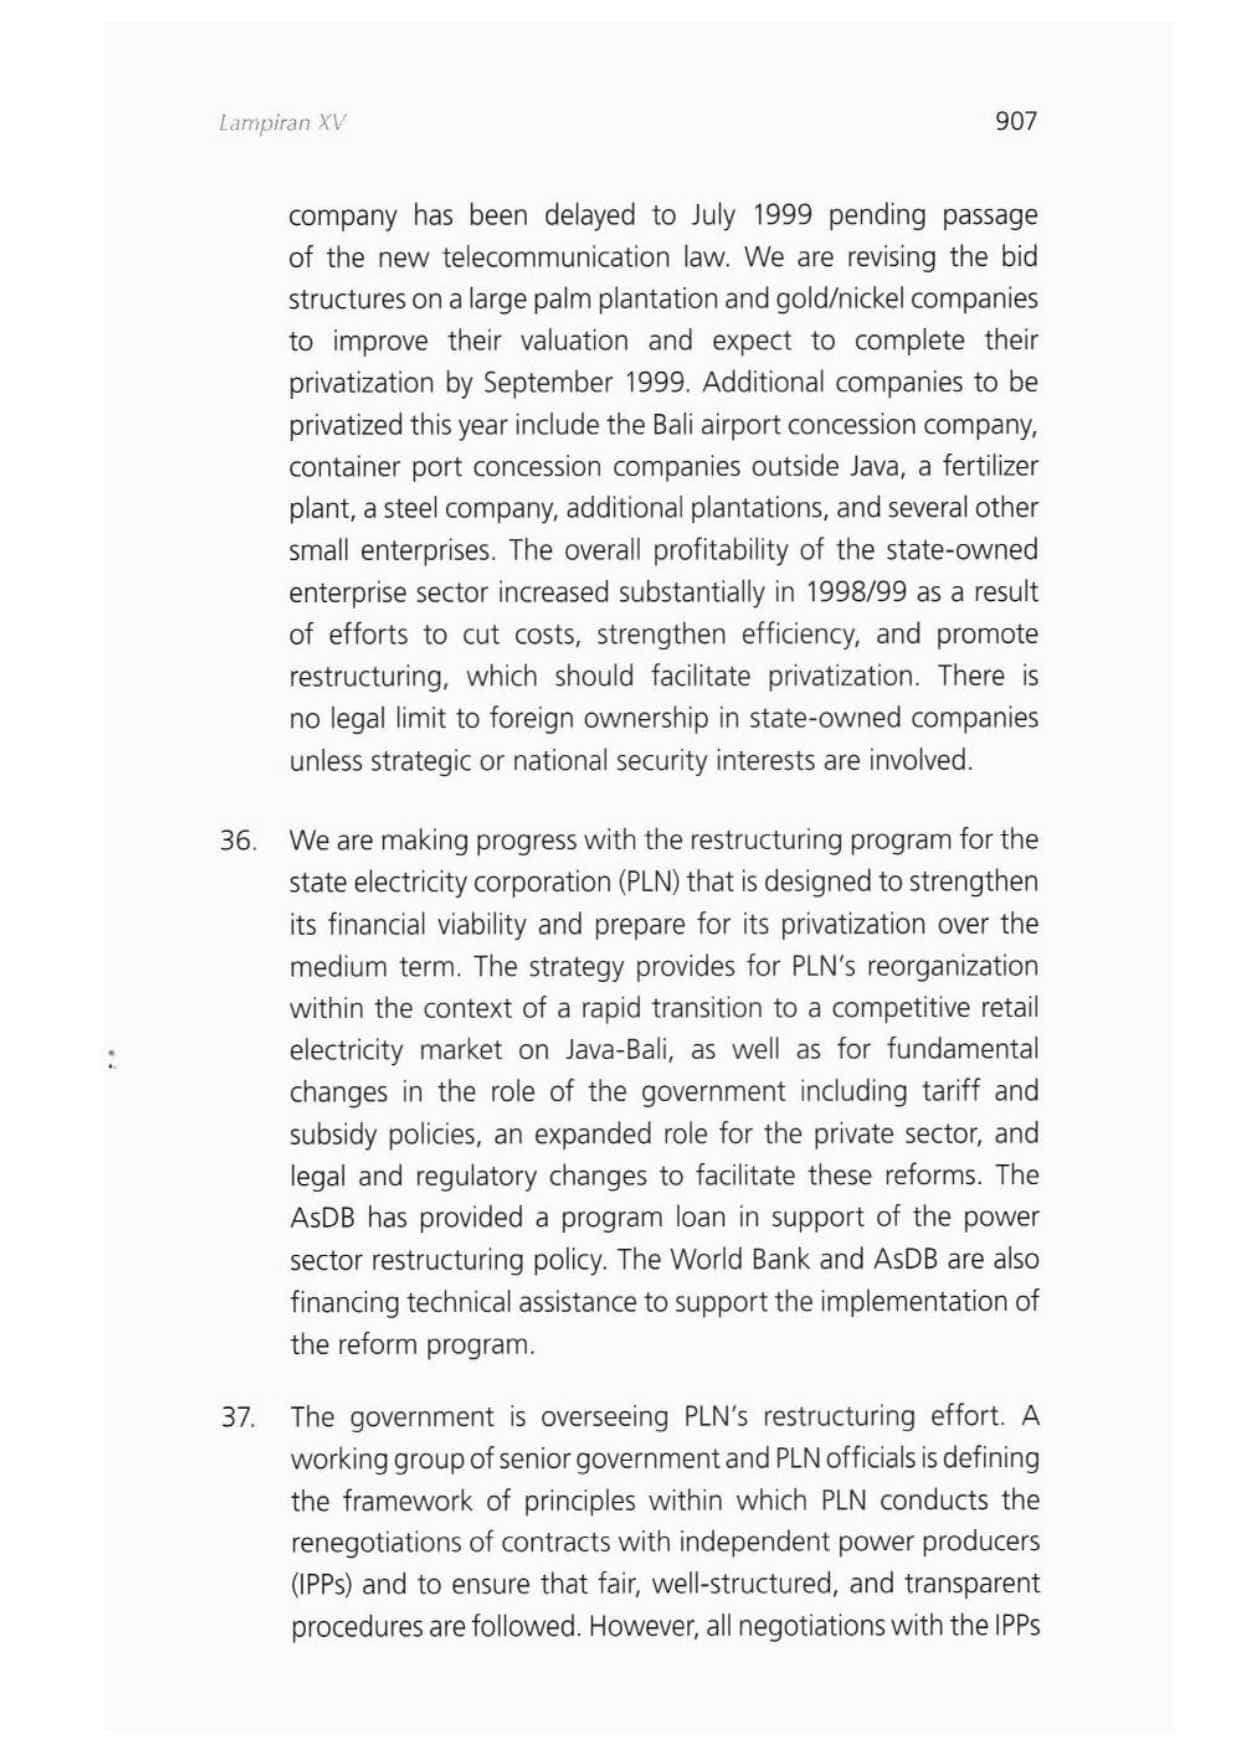 Lampiran XV
907
company has been delayed to July 1999 pending passage
of the new telecommunication law. We are revising the bid
structures on a large palm plantation and gold/nickel companies
to improve their valuation and expect to complete their
privatization by September 1999. Additional companies to be
privatized this year include the Bali airport concession company,
container port concession companies outside Java, a fertilizer
plant, a steel company, additional plantations, and several other
small enterprises. The overall profitability of the state-owned
enterprise sector increased substantially in 1998/99 as a result
of efforts to cut costs, strengthen efficiency, and promote
restructuring, which should facilitate privatization. There is
no legal limit to foreign ownership in state-owned companies
unless strategic or national security interests are involved.
36. We are making progress with the restructuring program for the
state electricity corporation (PLN) that is designed to strengthen
its financial viability and prepare for its privatization over the
medium term. The strategy provides for PLN's reorganization
within the context of a rapid transition to a competitive retail
electricity market on Java-Bali, as well as for fundamental
changes in the role of the government including tariff and
subsidy policies, an expanded role for the private sector, and
legal and regulatory changes to facilitate these reforms. The
AsDB has provided a program loan in support of the power
sector restructuring policy. The World Bank and AsDB are also
financing technical assistance to support the implementation of
the reform program.
37. The government is overseeing PLN's restructuring effort. A
working group of senior government and PLN officials is defining
the framework of principles within which PLN conducts the
renegotiations of contracts with independent power producers
(IPPs) and to ensure that fair, well-structured, and transparent
procedures are followed. However, all negotiations with the IPPs